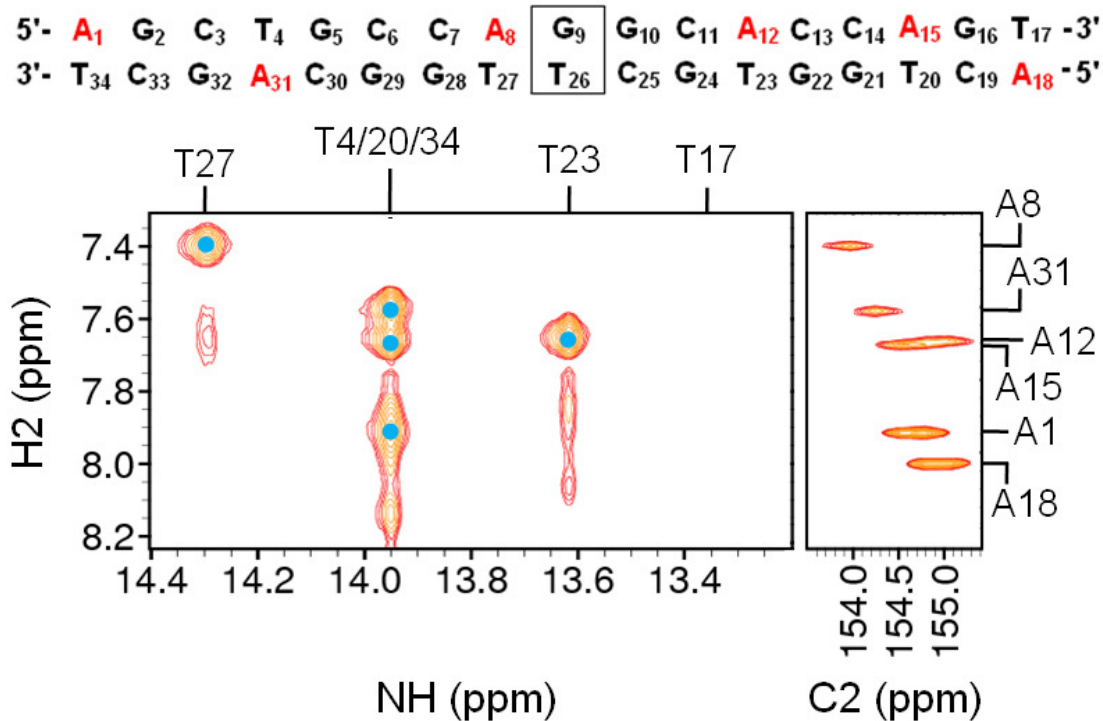 5'- A1 G2 C3 T4 G5 C6 C7 A8 G9 G10 C11 A12 C13 C14 A15 G16 T17 -3'
3'- T34 C33 G32 A31 C30 G29 G28 T27 T26 C25 G24 T23 G22 G21 T20 C19 A18 -5'
T27 T4/20/34 T23 T17
A8
7.4
A31
7.6
A12
A15
7.8
A1
8.0
A18
8.2
H2 (ppm)
14.4 14.2 14.0 13.8 13.6 13.4
154.0 154.5 155.0
NH (ppm) C2 (ppm)